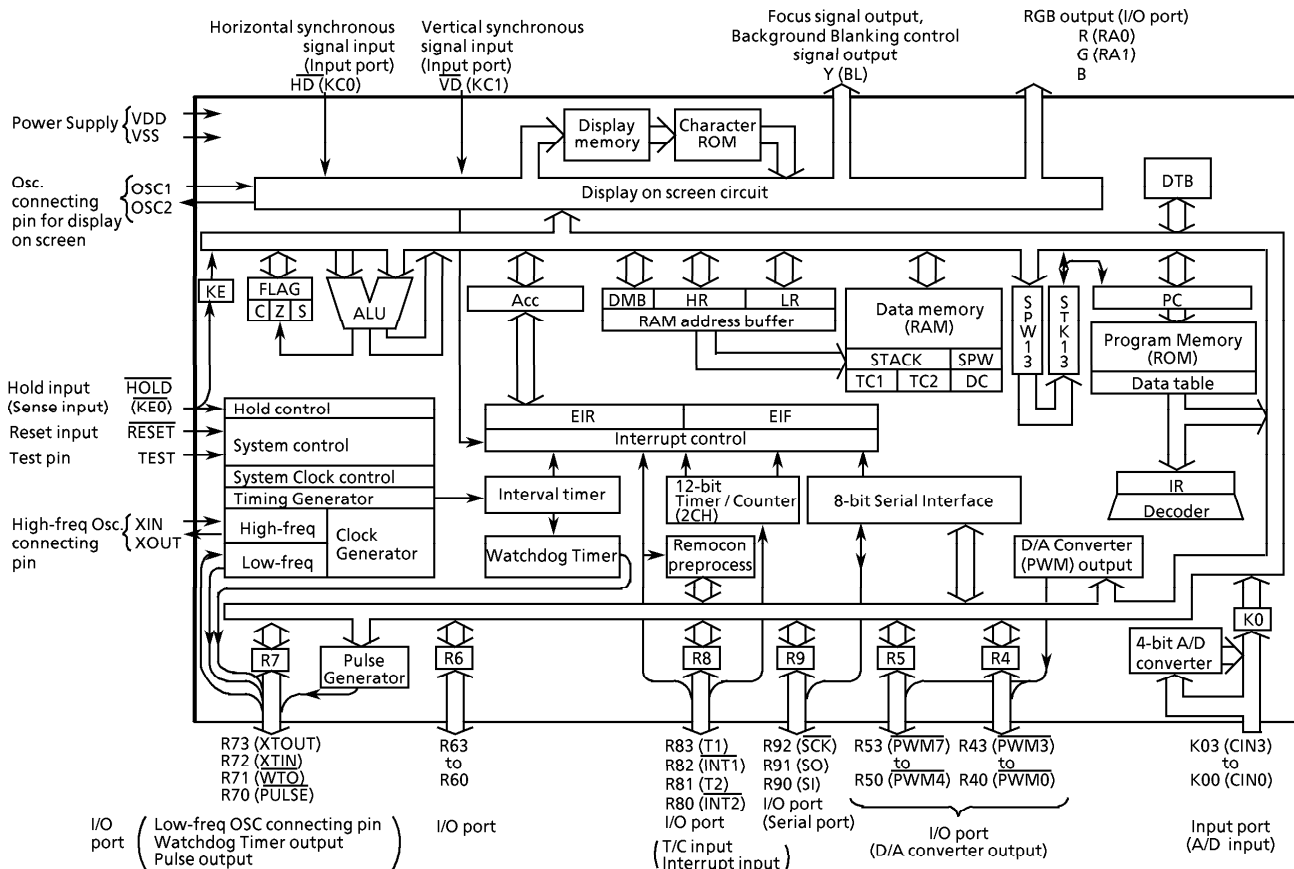 Horizontal synchronous
signal input
(Input port)
HD (KC0)
Vertical synchronous
signal input
(Input port)
VD (KC1)
Focus signal output,
Background Blanking control
signal output
Y (BL)
RGB output (I/O port)
R (RA0)
G (RA1)
B
Power Supply
VDD
VSS
Display
memory
Character
ROM
DTB
Osc.
connecting
pin for display
on screen
OSC1
OSC2
Display on screen circuit
KE
FLAG
C Z S
ALU
Acc
DMB HR LR
RAM address buffer
Data memory
(RAM)
STACK SPW
TC1 TC2 DC
SPW13
STK13
PC
Program Memory
(ROM)
Data table
Hold input
(Sense input)
HOLD
(KE0)
Reset input RESET
Test pin TEST
Hold control
System control
System Clock control
Timing Generator
High-freq
Low-freq
Clock
Generator
EIR EIF
Interrupt control
Interval timer
12-bit
Timer / Counter
(2CH)
8-bit Serial Interface
IR
Decoder
High-freq Osc.
connecting
pin
XIN
XOUT
Watchdog Timer
Remocon
preprocess
D/A Converter
(PWM) output
K0
R7
Pulse
Generator
R6
R8
R9
R5
R4
4-bit A/D
converter
R73 (XTOUT)
R72 (XTIN)
R71 (WTO)
R70 (PULSE)
R63
to
R60
R83 (T1)
R82 (INT1)
R81 (T2)
R80 (INT2)
I/O port
R92 (SCK)
R91 (SO)
R90 (SI)
I/O port
(Serial port)
R53 (PWM7)
to
R50 (PWM4)
R43 (PWM3)
to
R40 (PWM0)
K03 (CIN3)
to
K00 (CIN0)
I/O
port
(Low-freq OSC connecting pin
Watchdog Timer output
Pulse output)
I/O port
(T/C input
Interrupt input)
I/O port
(D/A converter output)
Input port
(A/D input)